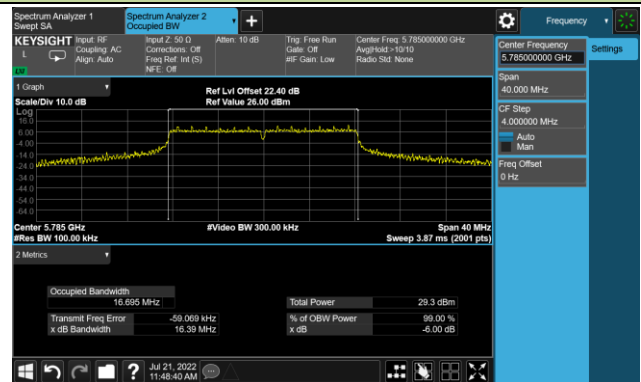 Spectrum Analyzer 1
Swept SA
Spectrum Analyzer 2
Occupied BW
Frequency
KEYSIGHT
L
Input: RF
Coupling: AC
Align: Auto
Input Z: 50 Ω
Corrections: Off
Freq Ref: Int (S)
NFE: Off
Atten: 10 dB
Trig: Free Run
Gate: Off
#IF Gain: Low
Center Freq: 5.785000000 GHz
Avg|Hold:>10/10
Radio Std: None
Center Frequency
5.785000000 GHz
Settings
Span
40.000 MHz
CF Step
4.000000 MHz
Auto
Man
Freq Offset
0 Hz
1 Graph
Scale/Div 10.0 dB
Ref Lvl Offset 22.40 dB
Ref Value 26.00 dBm
Log
16.0
6.00
-4.00
-14.0
-24.0
-34.0
-44.0
-54.0
-64.0
Center 5.785 GHz
#Res BW 100.00 kHz
#Video BW 300.00 kHz
Span 40 MHz
Sweep 3.87 ms (2001 pts)
2 Metrics
Occupied Bandwidth
16.695 MHz
Total Power 29.3 dBm
Transmit Freq Error -59.069 kHz
% of OBW Power 99.00 %
x dB Bandwidth 16.39 MHz
x dB -6.00 dB
Jul 21, 2022
11:48:40 AM